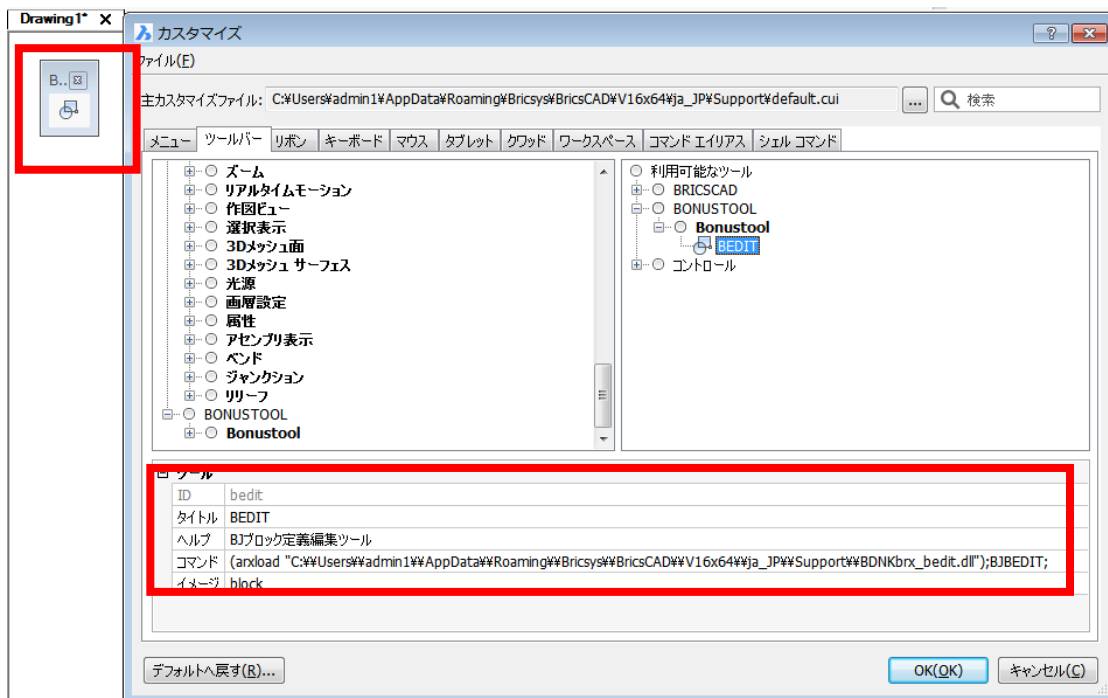 Drawing1*
B..
カスタマイズ
ファイル(F)
主カスタマイズファイル: C:¥Users¥admin1¥AppData¥Roaming¥Bricsys¥BricsCAD¥V16x64¥ja_JP¥Support¥default.cui ... 検索
メニュー ツールバー リボン キーボード マウス タブレット クワッド ワークスペース コマンド エイリアス シェル コマンド
ズーム
リアルタイムモーション
作図ビュー
選択表示
3Dメッシュ面
3Dメッシュ サーフェス
光源
画層設定
属性
アセンブリ表示
ベンド
ジャンクション
リリーフ
BONUSTOOL
Bonustool
利用可能なツール
BRICSCAD
BONUSTOOL
Bonustool
BEDIT
コントロール
ツール
ID bedit
タイトル BEDIT
ヘルプ BJブロック定義編集ツール
コマンド (arxload "C:¥¥Users¥¥admin1¥¥AppData¥¥Roaming¥¥Bricsys¥¥BricsCAD¥¥V16x64¥¥ja_JP¥¥Support¥¥BDNKbrx_bedit.dll");BJBEDIT;
イメージ block
デフォルトへ戻す(R)... OK(OK) キャンセル(C)